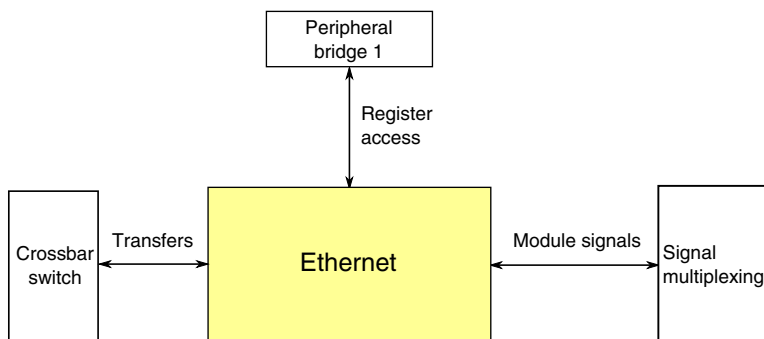 Peripheral
bridge 1
Register
access
Crossbar
switch
Transfers
Ethernet
Module signals
Signal
multiplexing